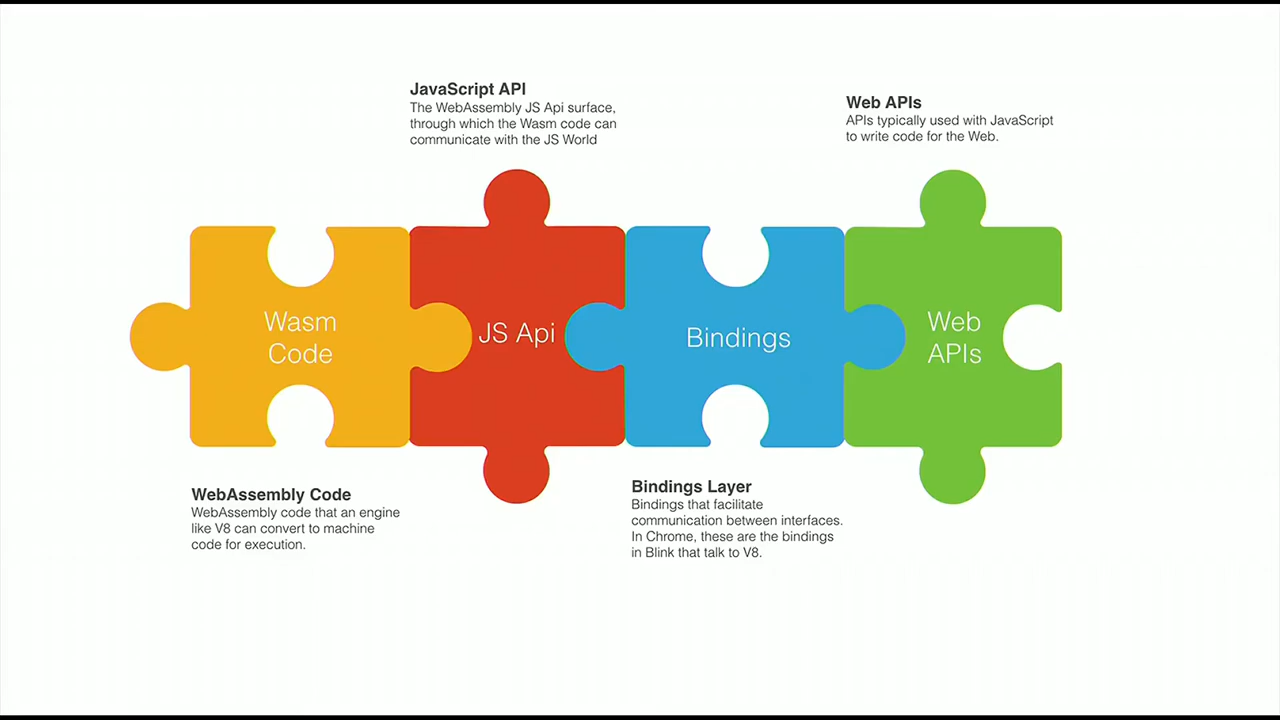 JavaScript API
The WebAssembly JS Api surface,
through which the Wasm code can
communicate with the JS World
Web APIs
APIs typically used with JavaScript
to write code for the Web.
Wasm
Code
JS Api
Bindings
Web
APIs
WebAssembly Code
WebAssembly code that an engine
like V8 can convert to machine
code for execution.
Bindings Layer
Bindings that facilitate
communication between interfaces.
In Chrome, these are the bindings
in Blink that talk to V8.